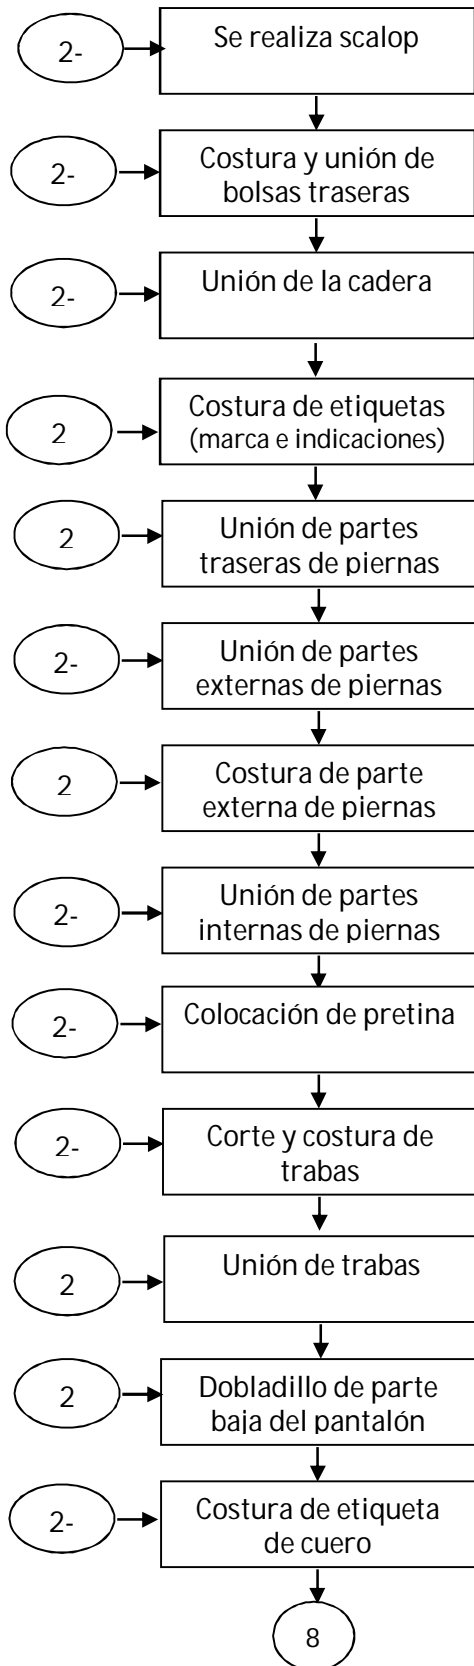 2-
Se realiza scalop
2-
Costura y unión de
bolsas traseras
2-
Unión de la cadera
2
Costura de etiquetas
(marca e indicaciones)
2
Unión de partes
traseras de piernas
2-
Unión de partes
externas de piernas
2
Costura de parte
externa de piernas
2-
Unión de partes
internas de piernas
2-
Colocación de pretina
2-
Corte y costura de
trabas
2
Unión de trabas
2
Dobladillo de parte
baja del pantalón
2-
Costura de etiqueta
de cuero
8